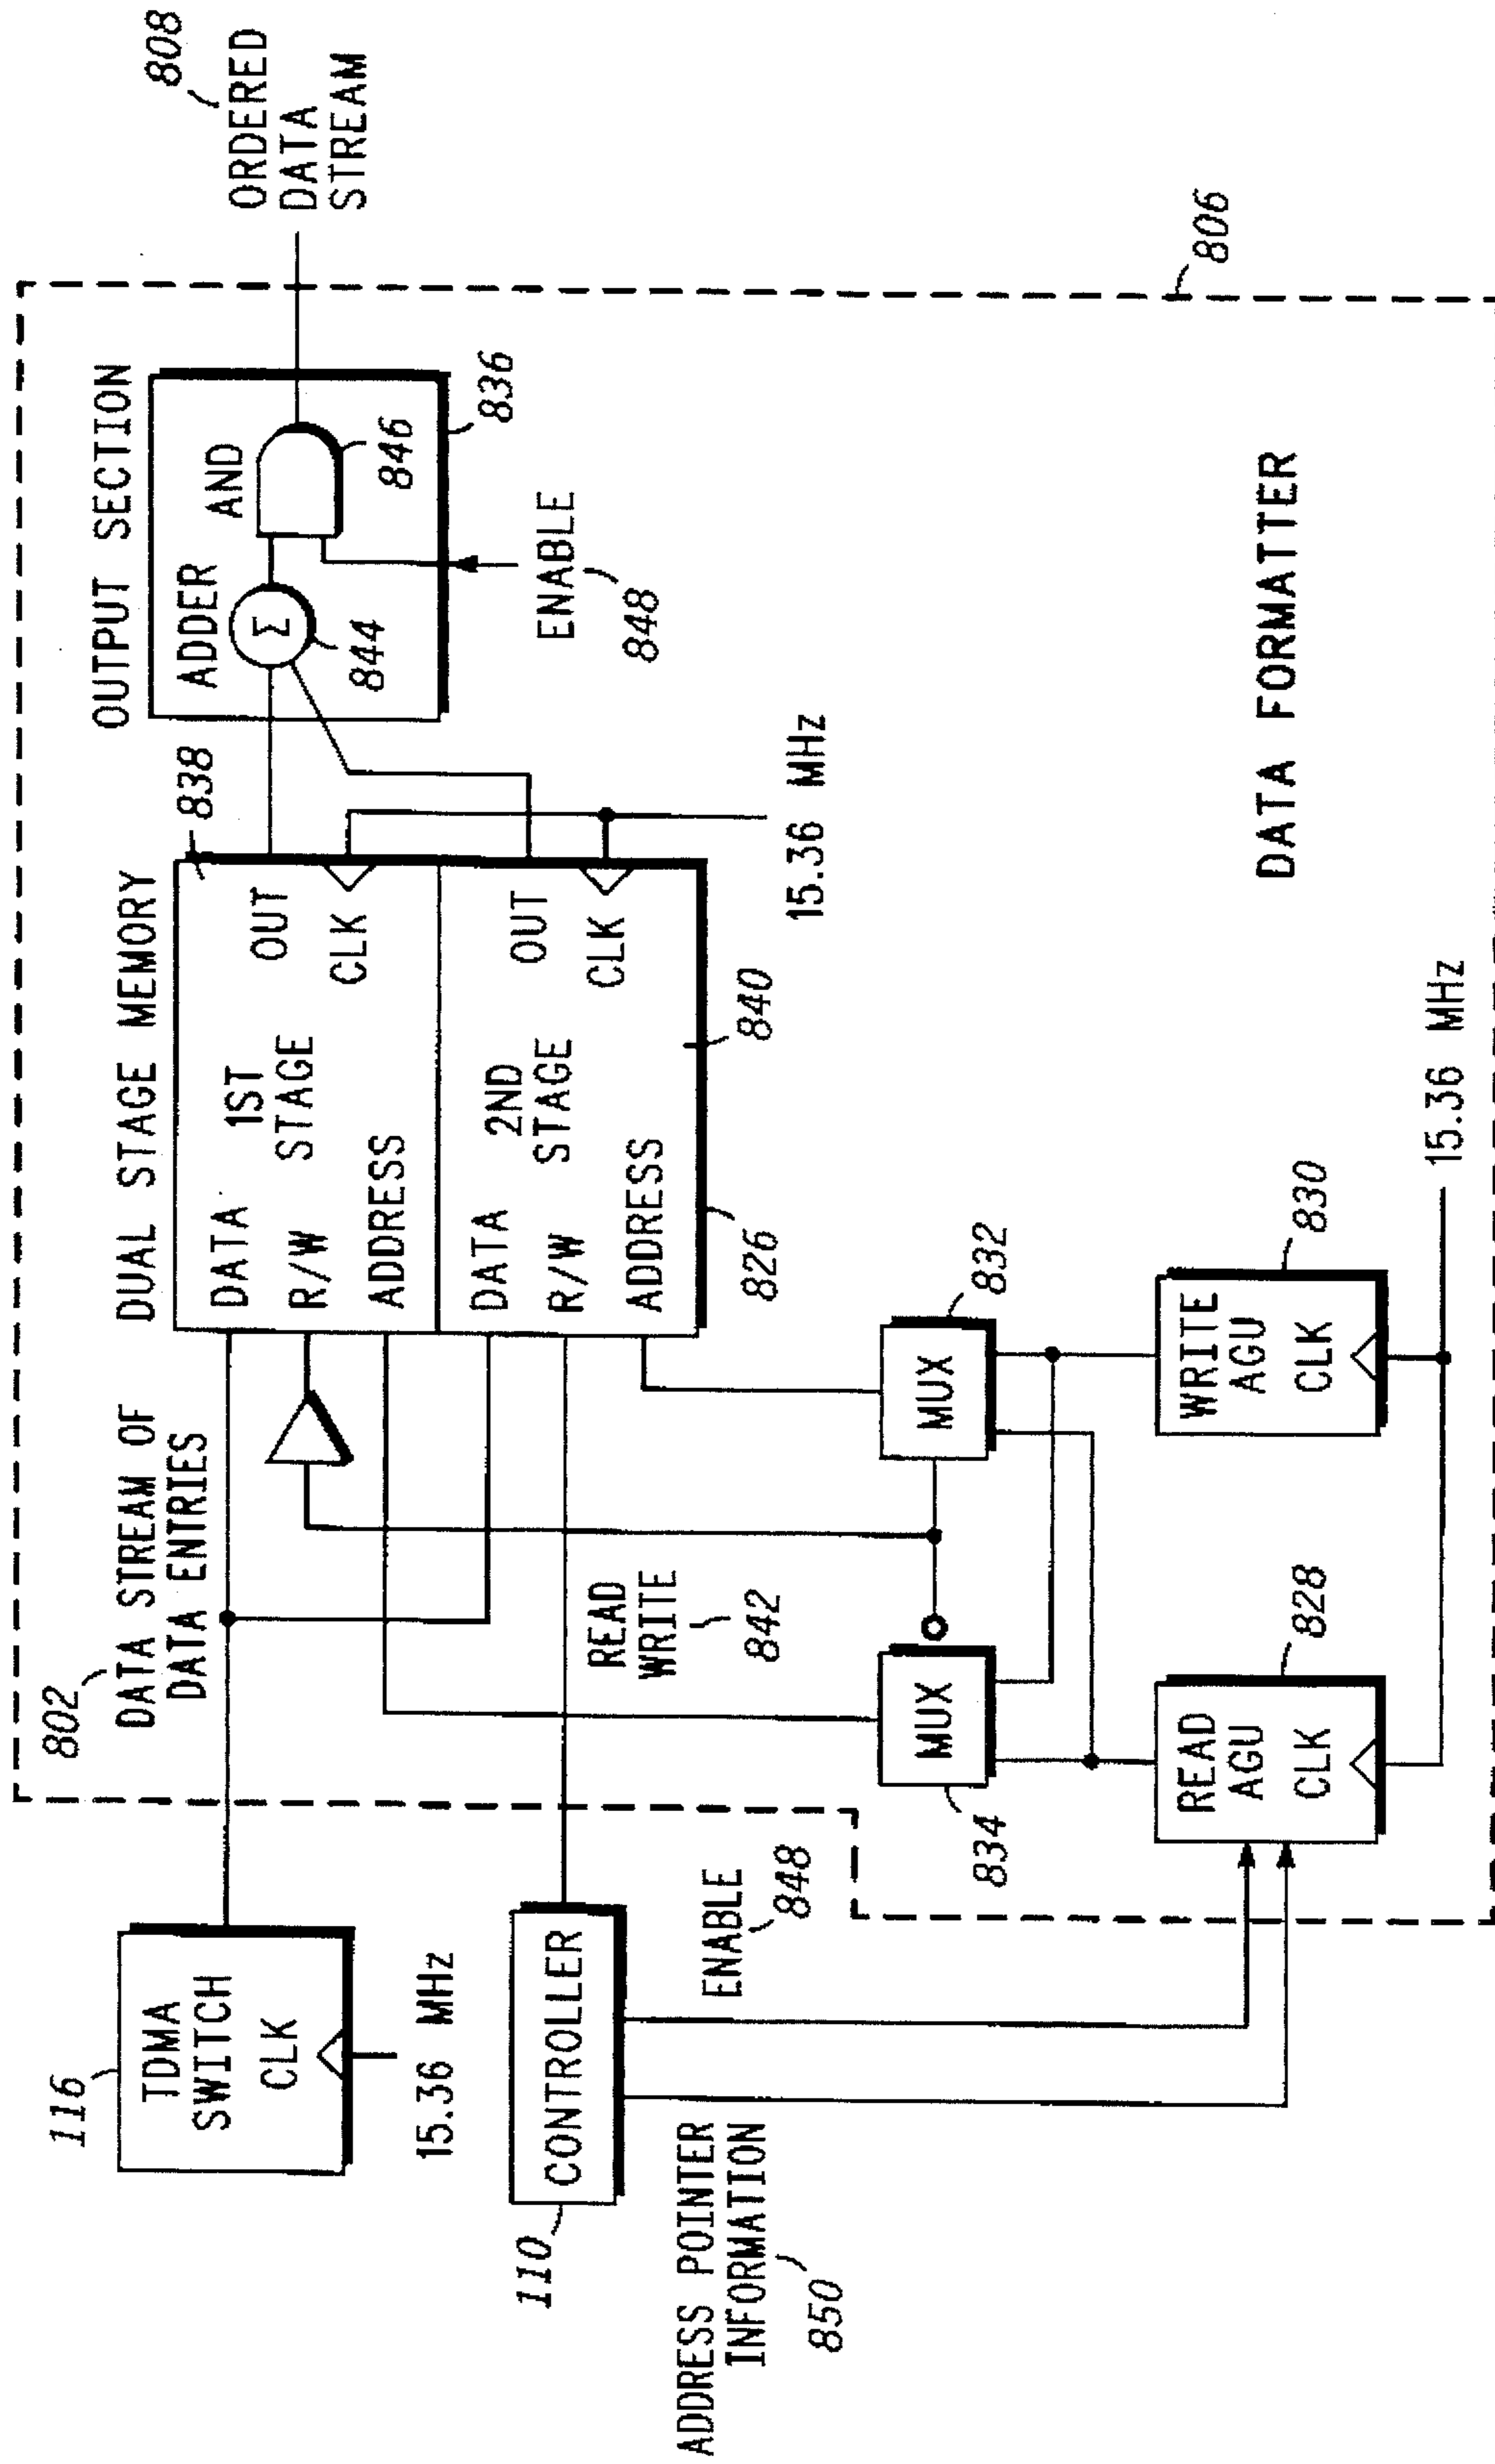 808
ORDERED
DATA
STREAM
806
OUTPUT SECTION
ADDER
AND
Σ
844
846
836
ENABLE
848
DUAL STAGE MEMORY
838
DATA
1ST
STAGE
OUT
R/W
CLK
ADDRESS
DATA
2ND
STAGE
OUT
R/W
CLK
ADDRESS
826
840
15.36 MHz
802
DATA STREAM OF
DATA ENTRIES
116
TDMA
SWITCH
CLK
15.36 MHz
110
CONTROLLER
READ
WRITE
842
ENABLE
848
ADDRESS POINTER
INFORMATION
850
MUX
834
MUX
832
READ
AGU
CLK
828
WRITE
AGU
CLK
830
15.36 MHz
DATA FORMATTER